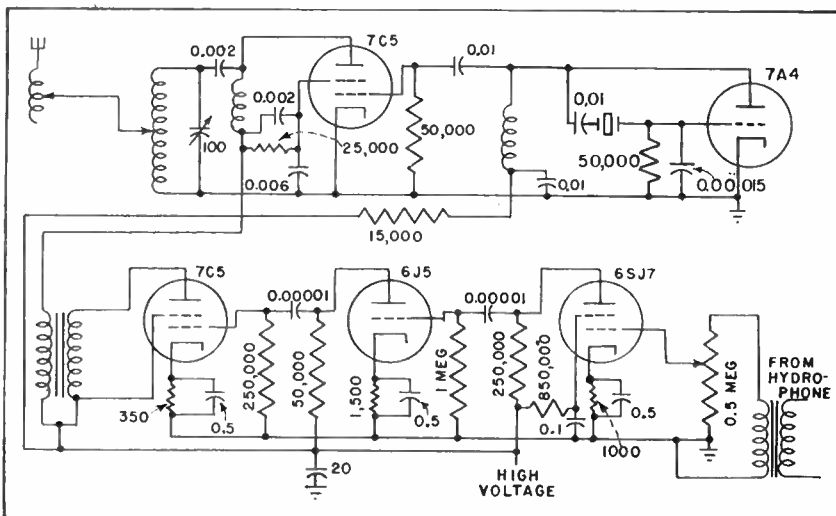 7C5
7A4
0.002
0.01
0.002
0.01
100
25,000
50,000
50,000
0.006
0.01
0.00015
15,000
7C5
6J5
6SJ7
0.00001
0.00001
250,000
50,000
1 MEG
250,000
850,000
0.5 MEG
FROM
HYDRO-
PHONE
350
0.5
1,500
0.5
0.1
0.5
1000
20
HIGH
VOLTAGE